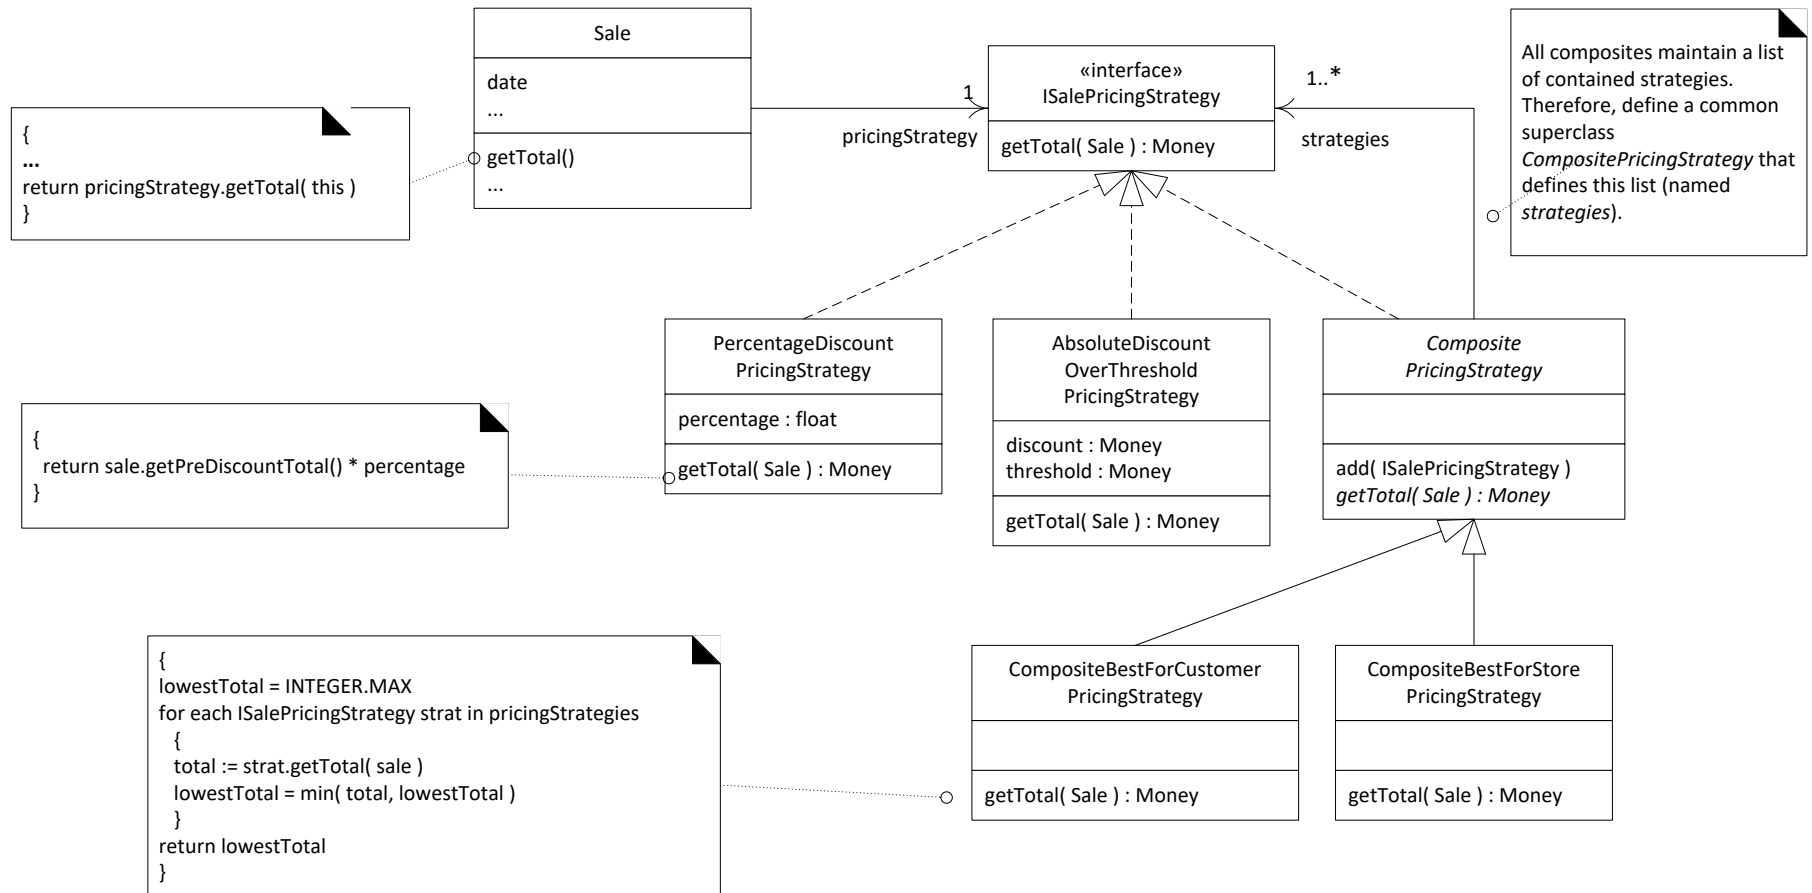 Sale
date
...
getTotal()
...
{
...
return pricingStrategy.getTotal( this )
}
1
pricingStrategy
«interface»
ISalePricingStrategy
getTotal( Sale ) : Money
1..*
strategies
All composites maintain a list
of contained strategies.
Therefore, define a common
superclass
CompositePricingStrategy that
defines this list (named
strategies).
PercentageDiscount
PricingStrategy
percentage : float
getTotal( Sale ) : Money
AbsoluteDiscount
OverThreshold
PricingStrategy
discount : Money
threshold : Money
getTotal( Sale ) : Money
Composite
PricingStrategy
add( ISalePricingStrategy )
getTotal( Sale ) : Money
{
return sale.getPreDiscountTotal() * percentage
}
{
lowestTotal = INTEGER.MAX
for each ISalePricingStrategy strat in pricingStrategies
{
total := strat.getTotal( sale )
lowestTotal = min( total, lowestTotal )
}
return lowestTotal
}
CompositeBestForCustomer
PricingStrategy
getTotal( Sale ) : Money
CompositeBestForStore
PricingStrategy
getTotal( Sale ) : Money